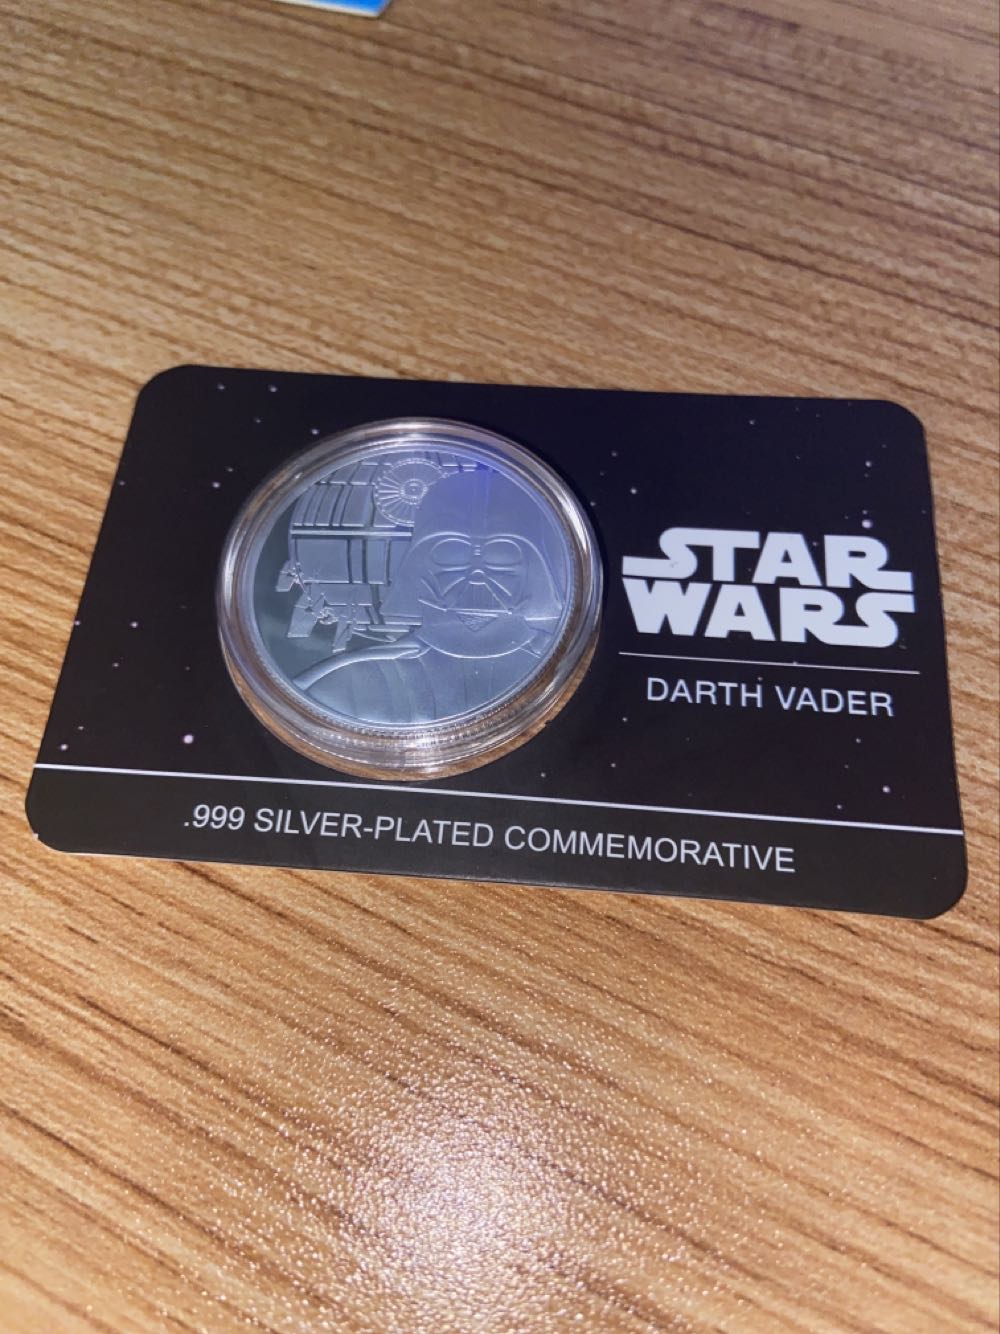 STAR
WARS
DARTH VADER
.999 SILVER-PLATED COMMEMORATIVE